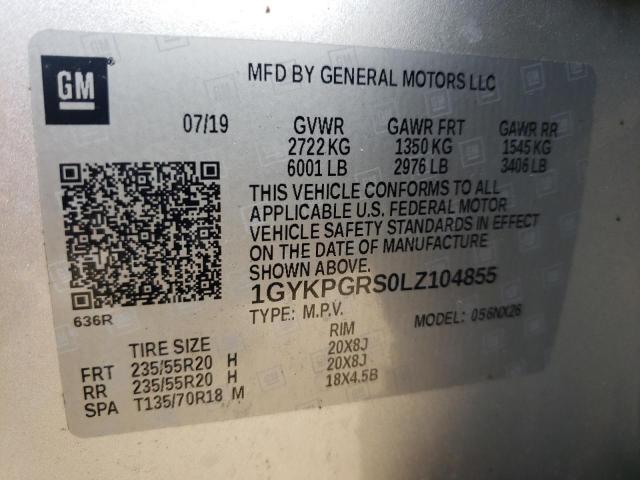 GM
MFD BY GENERAL MOTORS LLC
07/19 GVWR GAWR FRT GAWR RR
2722 KG 1350 KG 1545 KG
6001 LB 2976 LB 3406 LB
THIS VEHICLE CONFORMS TO ALL
APPLICABLE U.S. FEDERAL MOTOR
VEHICLE SAFETY STANDARDS IN EFFECT
ON THE DATE OF MANUFACTURE
SHOWN ABOVE.
1GYKPGRS0LZ104855
636R
TYPE: M.P.V. MODEL: 056NX26
TIRE SIZE RIM
FRT 235/55R20 H 20X8J
RR 235/55R20 H 20X8J
SPA T135/70R18 M 18X4.5B